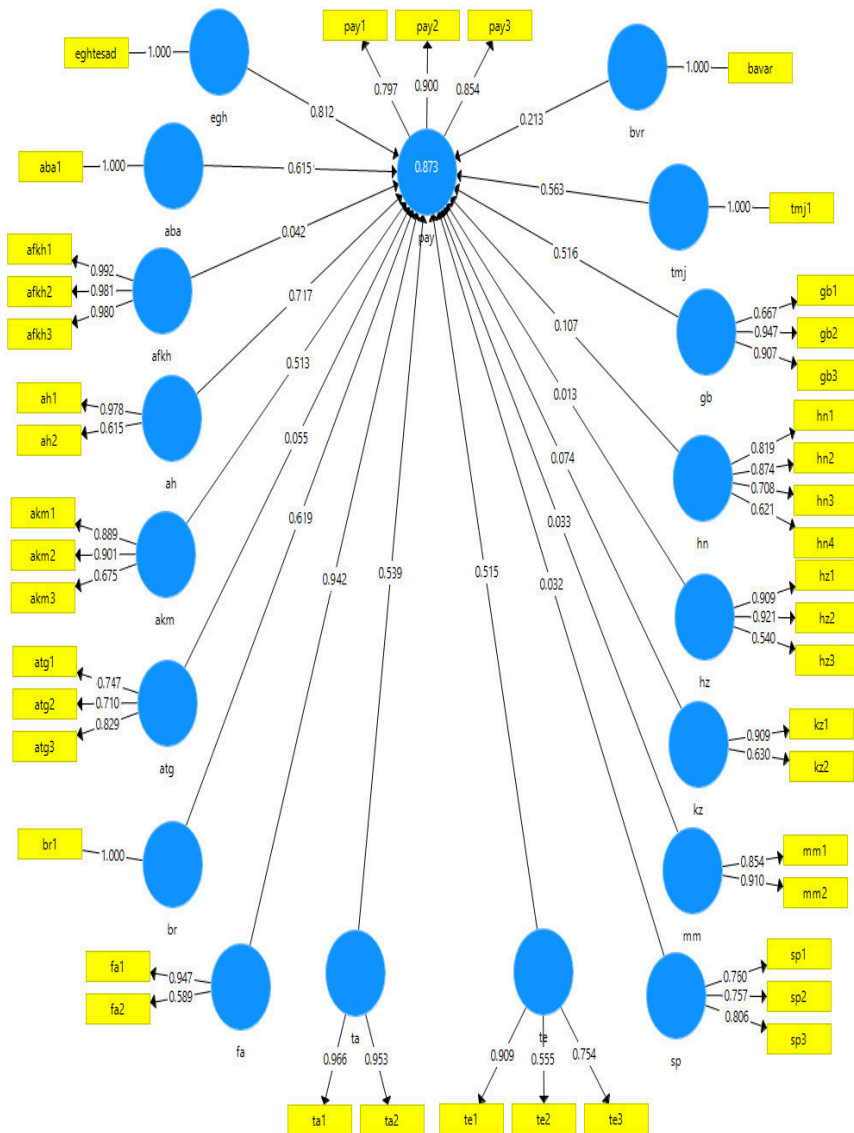 pay1 pay2 pay3
eghtesad 1.000
1.000 bavar
0.797 0.900 0.854
egh
bvr
0.812
0.213
aba1 1.000
0.615
0.873
0.563
1.000 tmj1
aba
pay
tmj
afkh1 0.992
afkh2 0.981
afkh3 0.980
0.042
0.516
afkh
gb1 0.667
gb2 0.947
gb3 0.907
gb
0.717
0.107
ah1 0.978
ah2 0.615
ah
0.513
0.013
hn1 0.819
hn2 0.874
hn3 0.708
hn4 0.621
hn
akm1 0.889
akm2 0.901
akm3 0.675
akm
0.055
0.074
0.619
0.033
0.942
0.539
0.515
0.032
hz1 0.909
hz2 0.921
hz3 0.540
hz
atg1 0.747
atg2 0.710
atg3 0.829
atg
kz1 0.909
kz2 0.630
kz
br1 1.000
br
mm1 0.854
mm2 0.910
mm
fa1 0.947
fa2 0.589
fa
ta
te
sp1 0.760
sp2 0.757
sp3 0.806
sp
0.966 0.953
0.909 0.555 0.754
ta1 ta2
te1 te2 te3